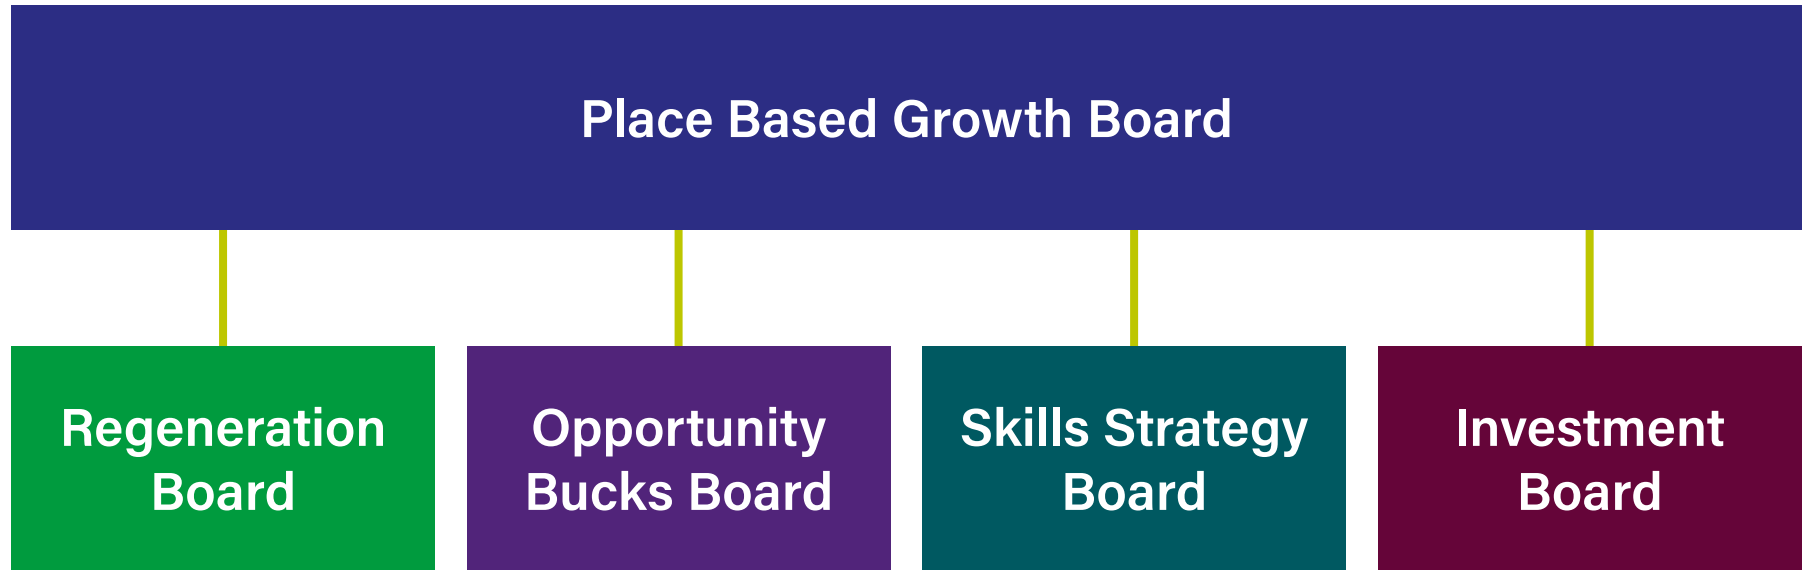 Place Based Growth Board
Regeneration
Board
Opportunity
Bucks Board
Skills Strategy
Board
Investment
Board